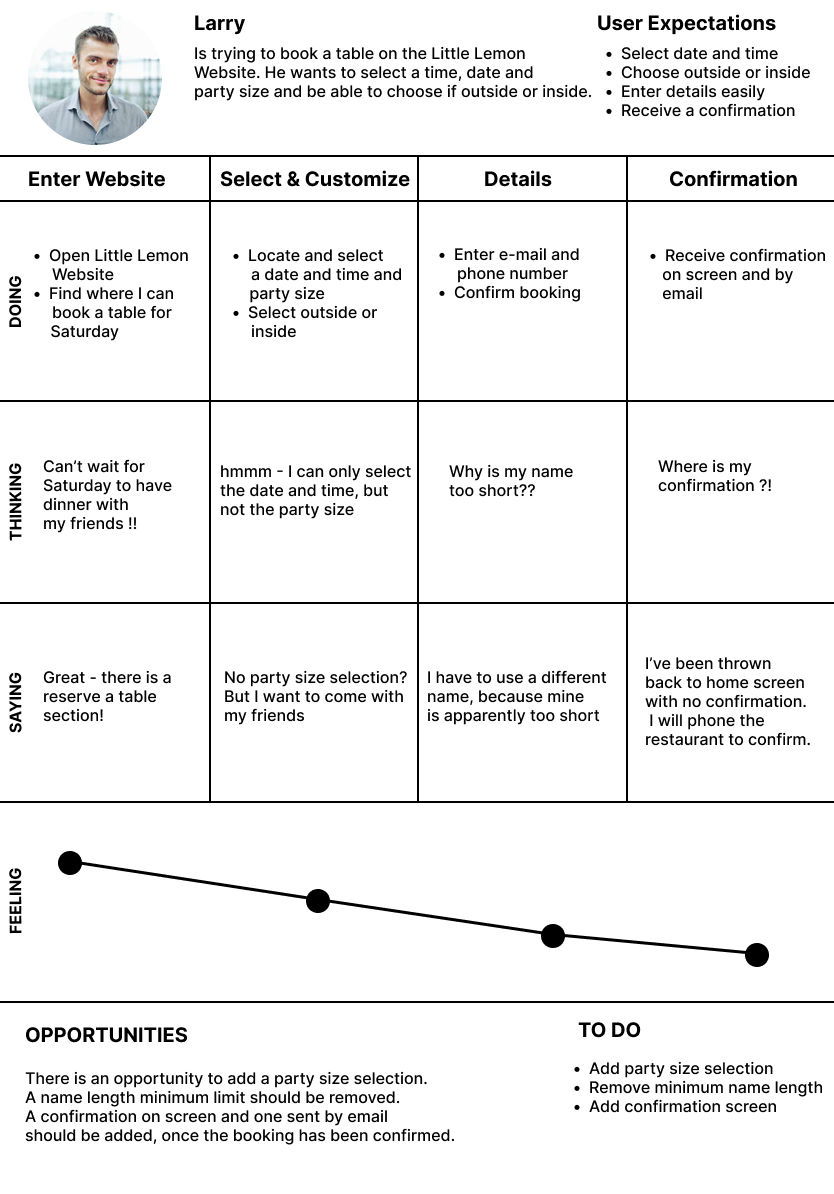 Larry
Is trying to book a table on the Little Lemon
Website. He wants to select a time, date and
party size and be able to choose if outside or inside.
User Expectations
• Select date and time
• Choose outside or inside
• Enter details easily
• Receive a confirmation
Enter Website
Select & Customize
Details
Confirmation
DOING
• Open Little Lemon
Website
• Find where I can
book a table for
Saturday
• Locate and select
a date and time and
party size
• Select outside or
inside
• Enter e-mail and
phone number
• Confirm booking
• Receive confirmation
on screen and by
email
THINKING
Can’t wait for
Saturday to have
dinner with
my friends !!
hmmm - I can only select
the date and time, but
not the party size
Why is my name
too short??
Where is my
confirmation ?!
SAYING
Great - there is a
reserve a table
section!
No party size selection?
But I want to come with
my friends
I have to use a different
name, because mine
is apparently too short
I’ve been thrown
back to home screen
with no confirmation.
I will phone the
restaurant to confirm.
FEELING
OPPORTUNITIES
There is an opportunity to add a party size selection.
A name length minimum limit should be removed.
A confirmation on screen and one sent by email
should be added, once the booking has been confirmed.
TO DO
• Add party size selection
• Remove minimum name length
• Add confirmation screen